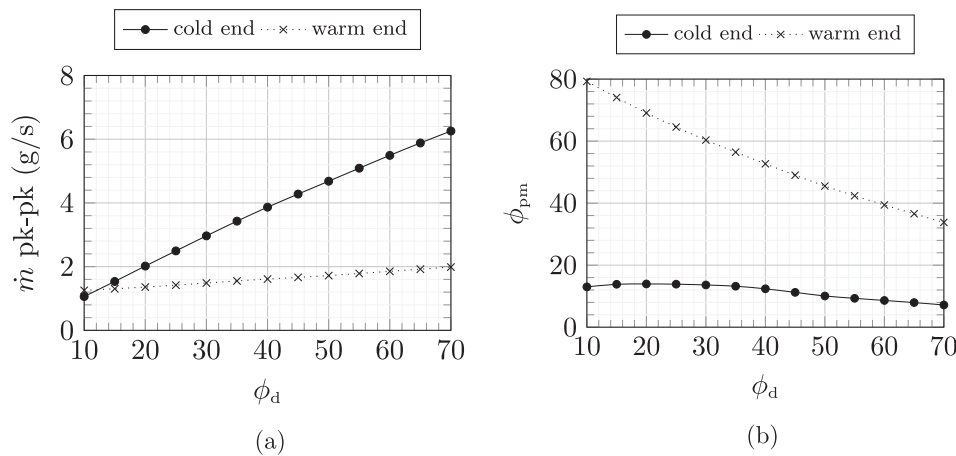 cold end warm end
8
6
4
2
0
10 20 30 40 50 60 70
ṁ pk-pk (g/s)
ϕd
(a)
cold end warm end
80
60
40
20
0
10 20 30 40 50 60 70
ϕpm
ϕd
(b)